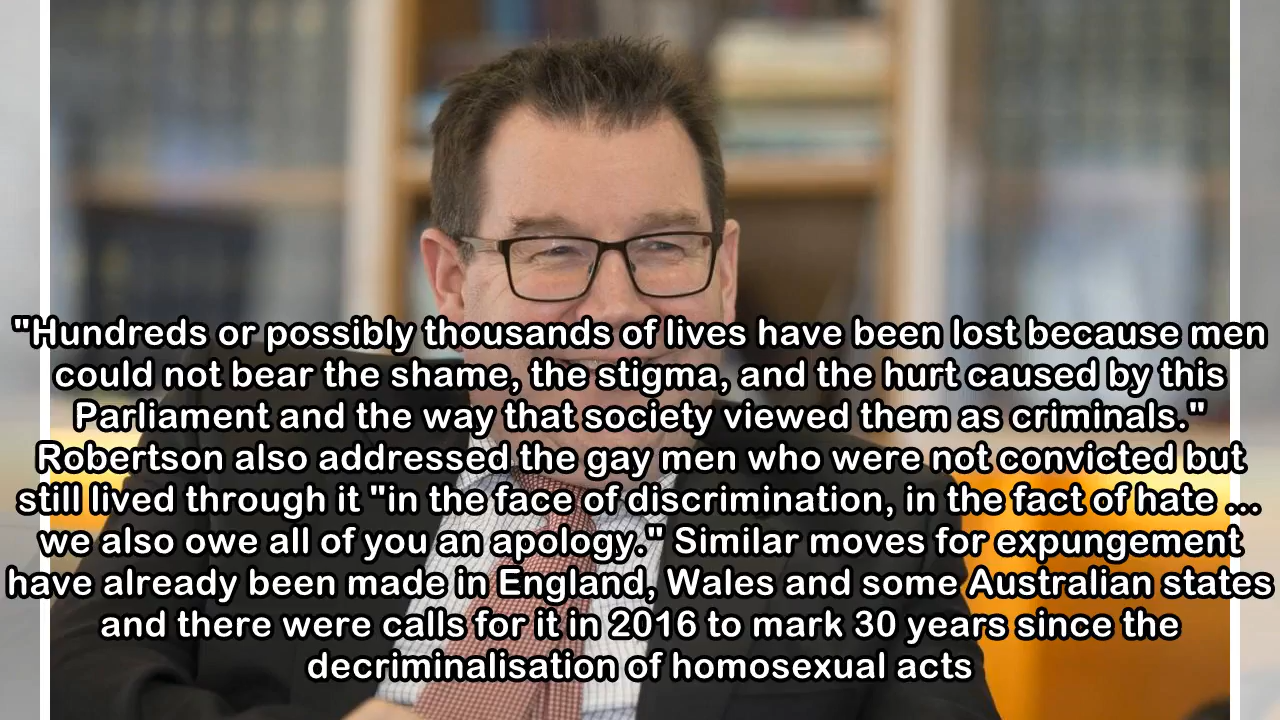 "Hundreds or possibly thousands of lives have been lost because men
could not bear the shame, the stigma, and the hurt caused by this
Parliament and the way that society viewed them as criminals."
Robertson also addressed the gay men who were not convicted but
still lived through it "in the face of discrimination, in the fact of hate ...
we also owe all of you an apology." Similar moves for expungement
have already been made in England, Wales and some Australian states
and there were calls for it in 2016 to mark 30 years since the
decriminalisation of homosexual acts